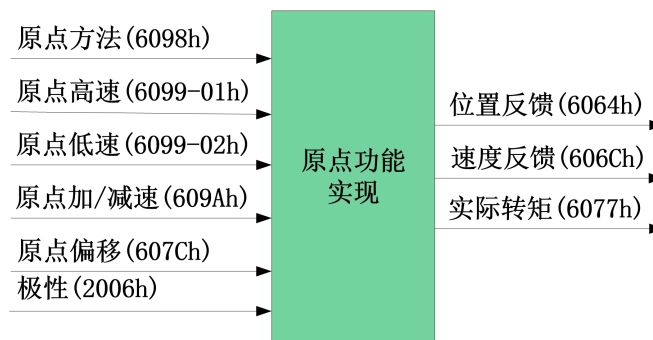 原点方法(6098h)
原点高速(6099-01h)
原点低速(6099-02h)
原点加/减速(609Ah)
原点偏移(607Ch)
极性(2006h)
原点功能
实现
位置反馈(6064h)
速度反馈(606Ch)
实际转矩(6077h)